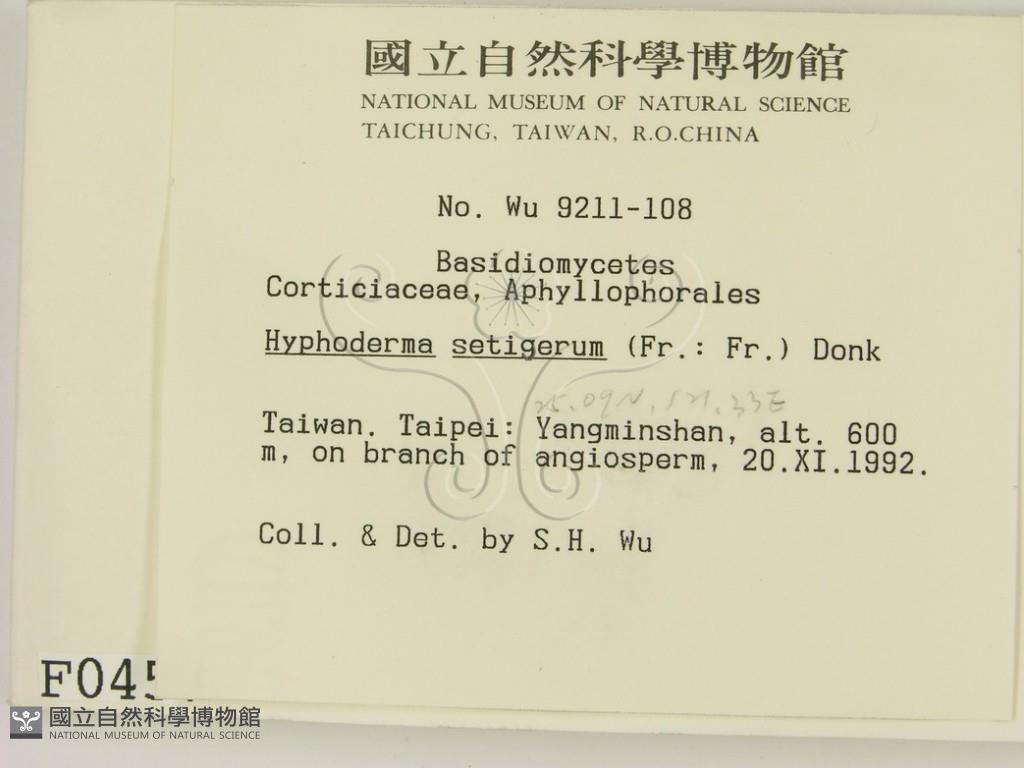 國立自然科學博物館
NATIONAL MUSEUM OF NATURAL SCIENCE
TAICHUNG, TAIWAN, R.O.CHINA
No. Wu 9211-108
Basidiomycetes
Corticiaceae, Aphyllophorales
Hyphoderma setigerum (Fr.: Fr.) Donk
25.09N, 121.33E
Taiwan. Taipei: Yangminshan, alt. 600
m, on branch of angiosperm, 20.XI.1992.
Coll. & Det. by S.H. Wu
F045
國立自然科學博物館
NATIONAL MUSEUM OF NATURAL SCIENCE